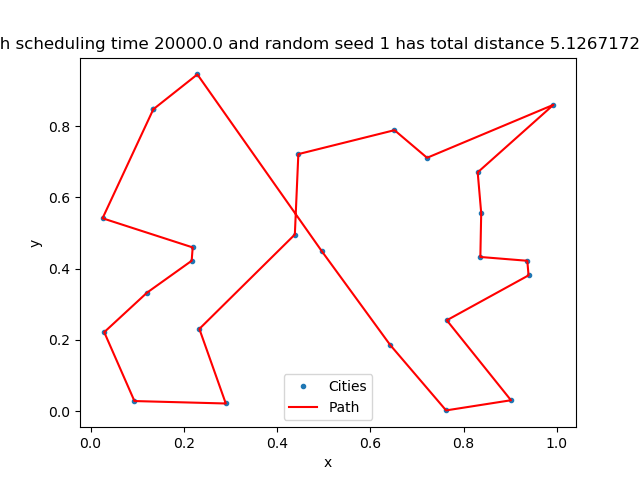 h scheduling time 20000.0 and random seed 1 has total distance 5.1267172
0.8
0.6
y
0.4
0.2
0.0
Cities
Path
0.0 0.2 0.4 0.6 0.8 1.0
x